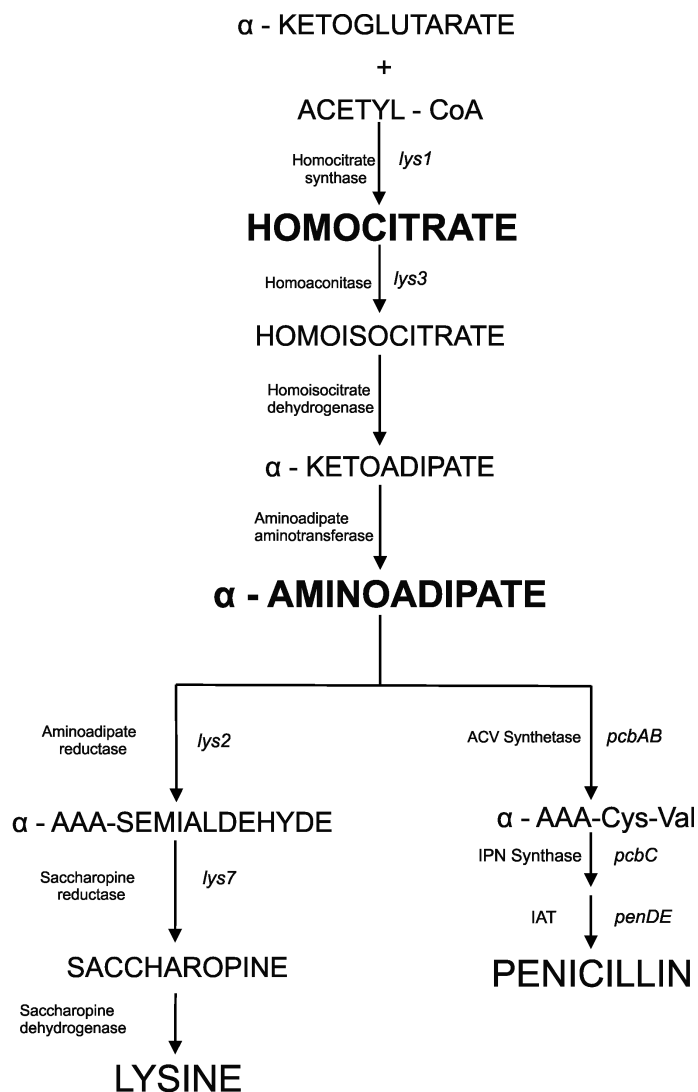 α - KETOGLUTARATE
+
ACETYL - CoA
Homocitrate
synthase
lys1
HOMOCITRATE
Homoaconitase
lys3
HOMOISOCITRATE
Homoisocitrate
dehydrogenase
α - KETOADIPATE
Aminoadipate
aminotransferase
α - AMINOADIPATE
Aminoadipate
reductase
lys2
α - AAA-SEMIALDEHYDE
Saccharopine
reductase
lys7
SACCHAROPINE
Saccharopine
dehydrogenase
LYSINE
ACV Synthetase
pcbAB
α - AAA-Cys-Val
IPN Synthase
pcbC
IAT
penDE
PENICILLIN